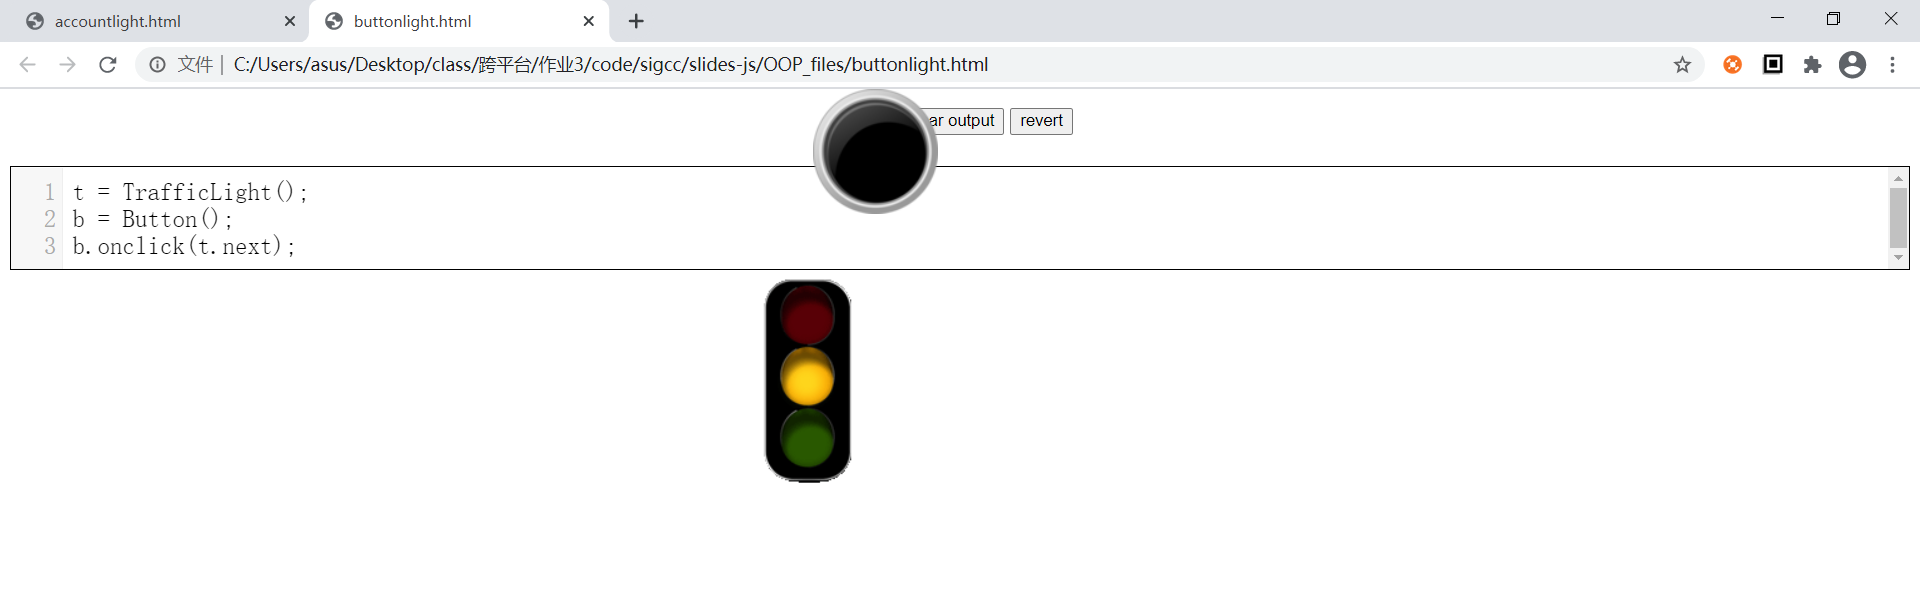 accountlight.html
buttonlight.html
文件 | C:/Users/asus/Desktop/class/跨平台/作业3/code/sigcc/slides-js/OOP_files/buttonlight.html
ar output
revert
1 t = TrafficLight();
2 b = Button();
3 b.onclick(t.next);